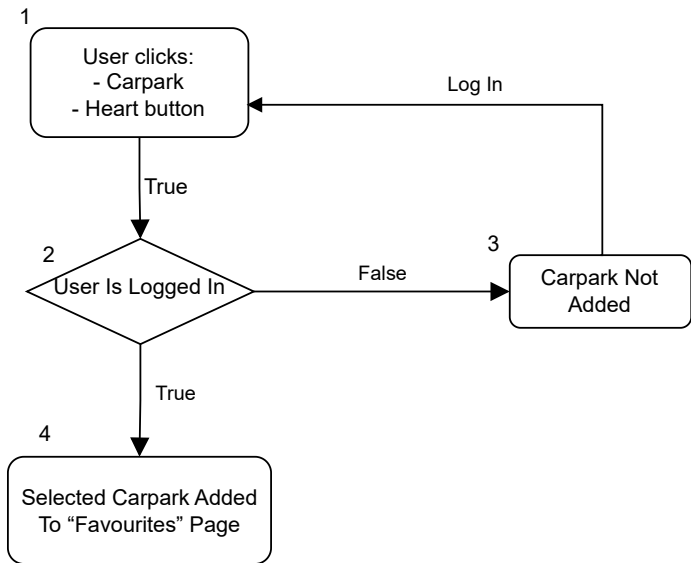 1
User clicks:
- Carpark
- Heart button
Log In
True
2
User Is Logged In
False
3
Carpark Not
Added
True
4
Selected Carpark Added
To “Favourites” Page